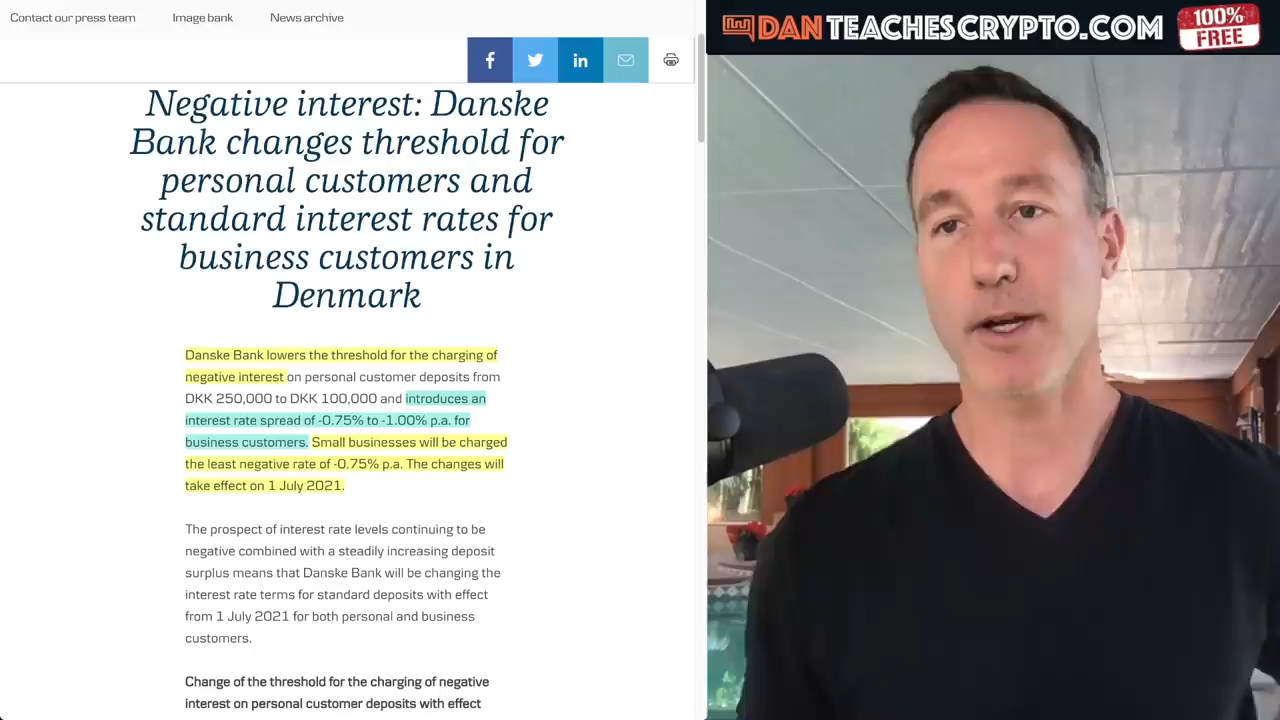 Contact our press team Image bank News archive
Negative interest: Danske
Bank changes threshold for
personal customers and
standard interest rates for
business customers in
Denmark
Danske Bank lowers the threshold for the charging of
negative interest on personal customer deposits from
DKK 250,000 to DKK 100,000 and introduces an
interest rate spread of -0.75% to -1.00% p.a. for
business customers. Small businesses will be charged
the least negative rate of -0.75% p.a. The changes will
take effect on 1 July 2021.
The prospect of interest rate levels continuing to be
negative combined with a steadily increasing deposit
surplus means that Danske Bank will be changing the
interest rate terms for standard deposits with effect
from 1 July 2021 for both personal and business
customers.
Change of the threshold for the charging of negative
interest on personal customer deposits with effect
DANTEACHESCRYPTO.COM
100%
FREE